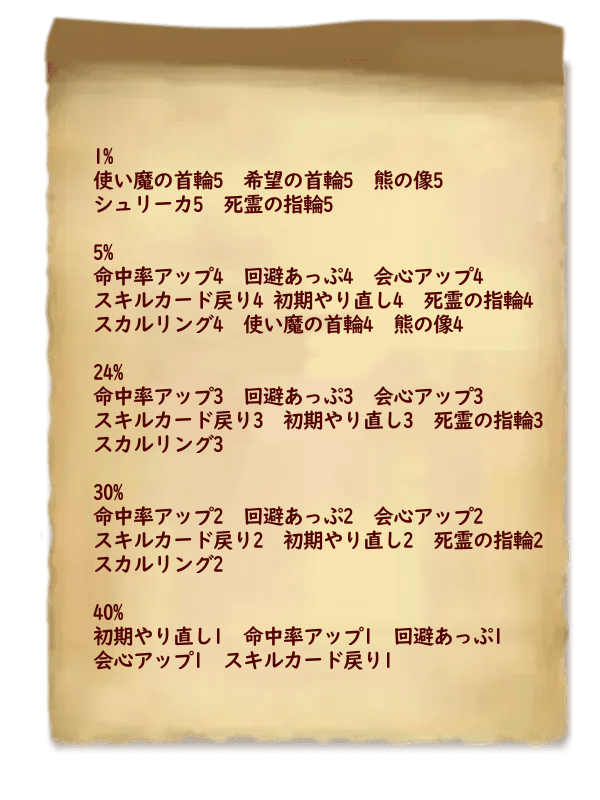 1%
使い魔の首輪5　希望の首輪5　熊の像5
シュリーカ5　死霊の指輪5
5%
命中率アップ4　回避あっぷ4　会心アップ4
スキルカード戻り4 初期やり直し4　死霊の指輪4
スカルリング4　使い魔の首輪4　熊の像4
24%
命中率アップ3　回避あっぷ3　会心アップ3
スキルカード戻り3　初期やり直し3　死霊の指輪3
スカルリング3
30%
命中率アップ2　回避あっぷ2　会心アップ2
スキルカード戻り2　初期やり直し2　死霊の指輪2
スカルリング2
40%
初期やり直し1　命中率アップ1　回避あっぷ1
会心アップ1　スキルカード戻り1